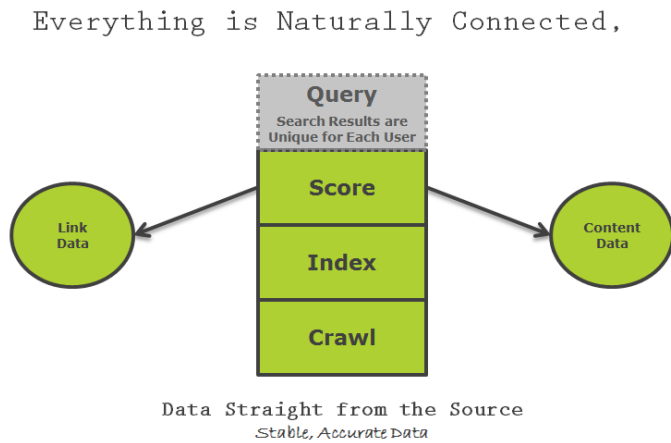 Everything is Naturally Connected,
Query
Search Results are
Unique for Each User
Score
Link
Data
Content
Data
Index
Crawl
Data Straight from the Source
Stable, Accurate Data